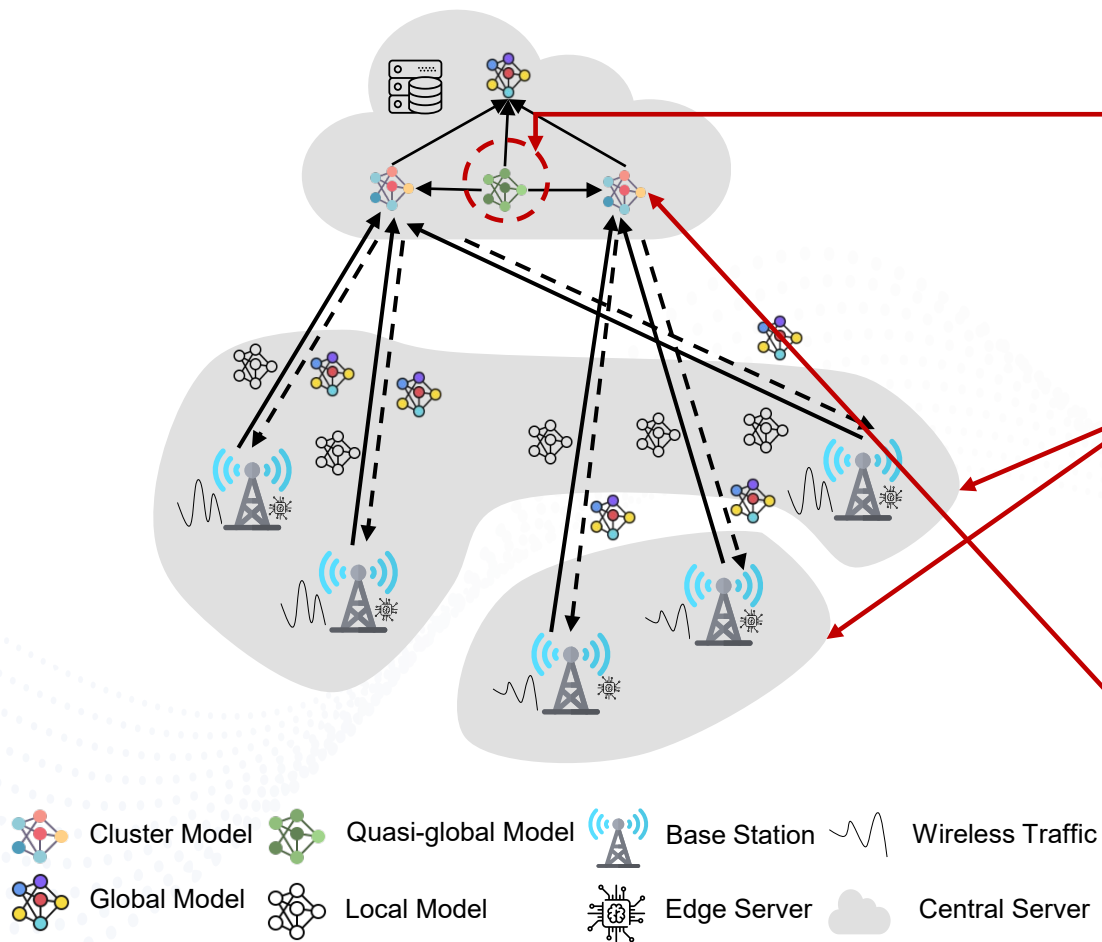 Cluster Model
Quasi-global Model
Base Station
Wireless Traffic
Global Model
Local Model
Edge Server
Central Server